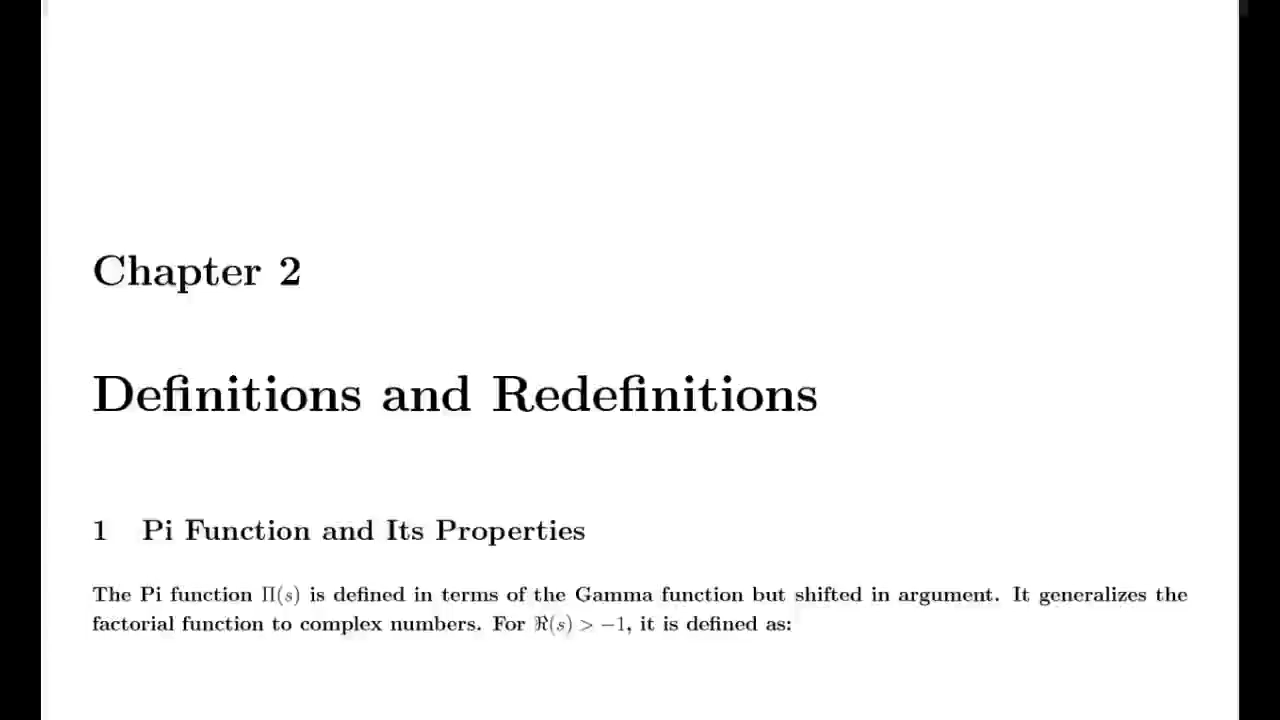 Chapter 2
Definitions and Redefinitions
1 Pi Function and Its Properties
The Pi function Π(s) is defined in terms of the Gamma function but shifted in argument. It generalizes the
factorial function to complex numbers. For ℜ(s) > −1, it is defined as: